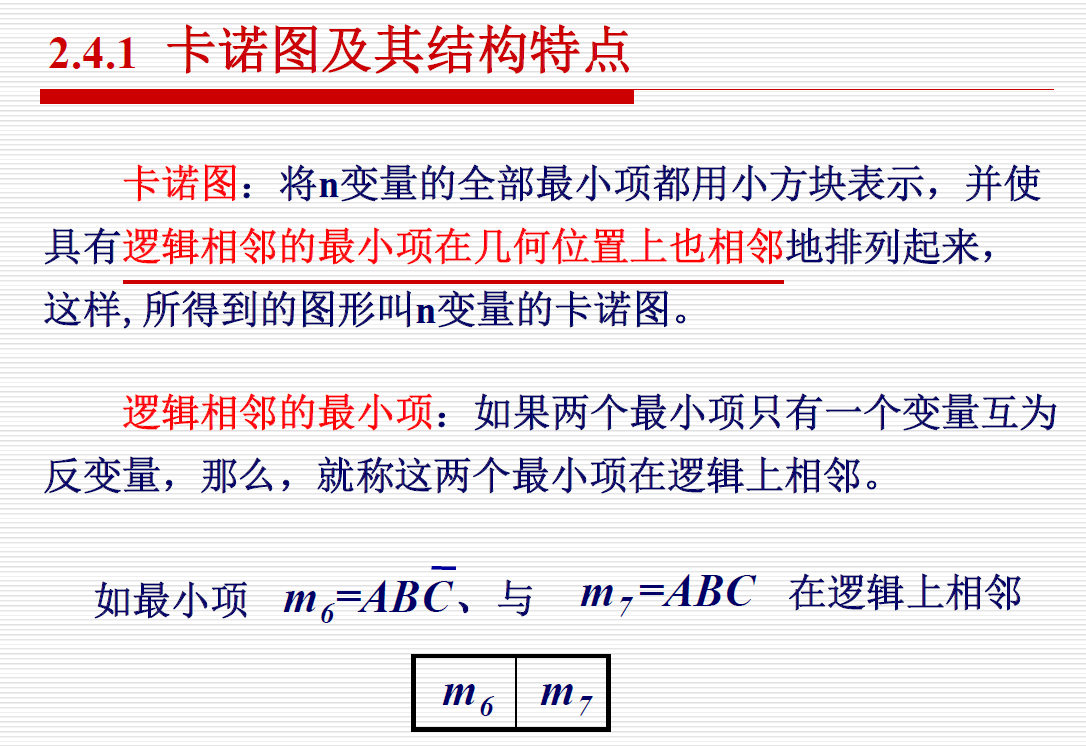 2.4.1 卡诺图及其结构特点
卡诺图：将n变量的全部最小项都用小方块表示，并使
具有逻辑相邻的最小项在几何位置上也相邻地排列起来，
这样, 所得到的图形叫n变量的卡诺图。
逻辑相邻的最小项：如果两个最小项只有一个变量互为
反变量，那么，就称这两个最小项在逻辑上相邻。
如最小项 m₆=ABC̅、与 m₇=ABC 在逻辑上相邻
m₆ m₇